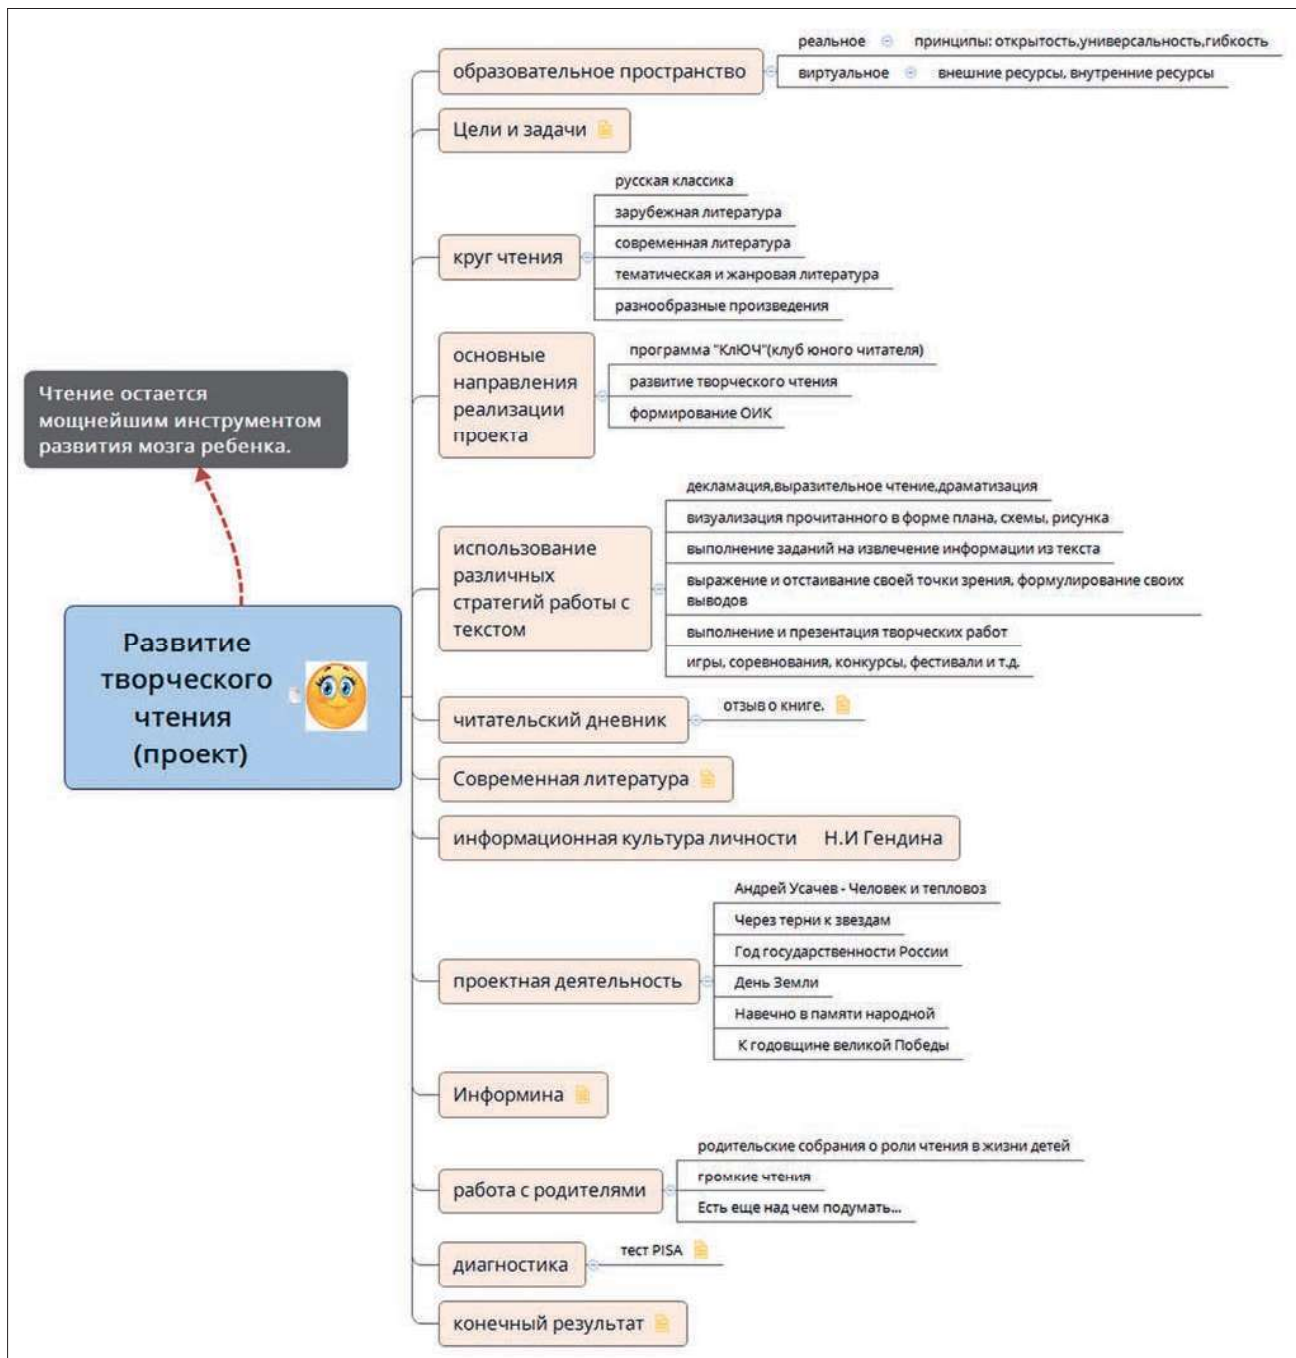 образовательное пространство
реальное
принципы: открытость,универсальность,гибкость
виртуальное
внешние ресурсы, внутренние ресурсы
Цели и задачи
круг чтения
русская классика
зарубежная литература
современная литература
тематическая и жанровая литература
разнообразные произведения
основные
направления
реализации
проекта
программа "КлЮЧ"(клуб юного читателя)
развитие творческого чтения
формирование ОИК
Чтение остается
мощнейшим инструментом
развития мозга ребенка.
использование
различных
стратегий работы с
текстом
декламация,выразительное чтение,драматизация
визуализация прочитанного в форме плана, схемы, рисунка
выполнение заданий на извлечение информации из текста
выражение и отстаивание своей точки зрения, формулирование своих
выводов
выполнение и презентация творческих работ
игры, соревнования, конкурсы, фестивали и т.д.
Развитие
творческого
чтения
(проект)
читательский дневник
отзыв о книге.
Современная литература
информационная культура личности Н.И Гендина
проектная деятельность
Андрей Усачев - Человек и тепловоз
Через терни к звездам
Год государственности России
День Земли
Навечно в памяти народной
К годовщине великой Победы
Информина
работа с родителями
родительские собрания о роли чтения в жизни детей
громкие чтения
Есть еще над чем подумать...
диагностика
тест PISA
конечный результат